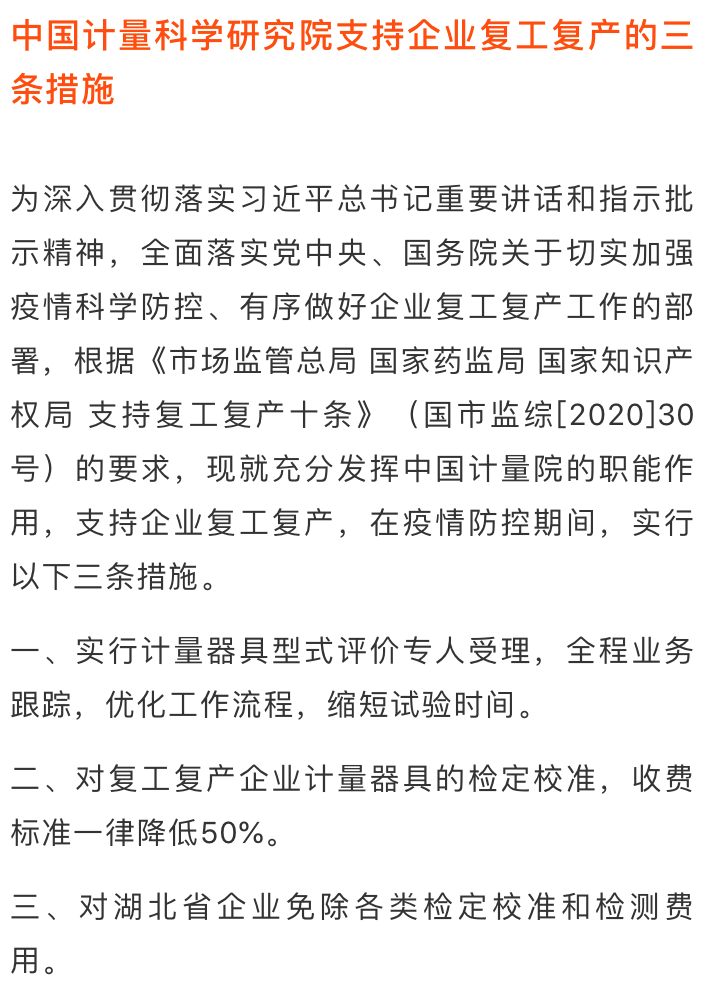 中国计量科学研究院支持企业复工复产的三
条措施
为深入贯彻落实习近平总书记重要讲话和指示批
示精神，全面落实党中央、国务院关于切实加强
疫情科学防控、有序做好企业复工复产工作的部
署，根据《市场监管总局 国家药监局 国家知识产
权局 支持复工复产十条》（国市监综[2020]30
号）的要求，现就充分发挥中国计量院的职能作
用，支持企业复工复产，在疫情防控期间，实行
以下三条措施。
一、实行计量器具型式评价专人受理，全程业务
跟踪，优化工作流程，缩短试验时间。
二、对复工复产企业计量器具的检定校准，收费
标准一律降低50%。
三、对湖北省企业免除各类检定校准和检测费
用。